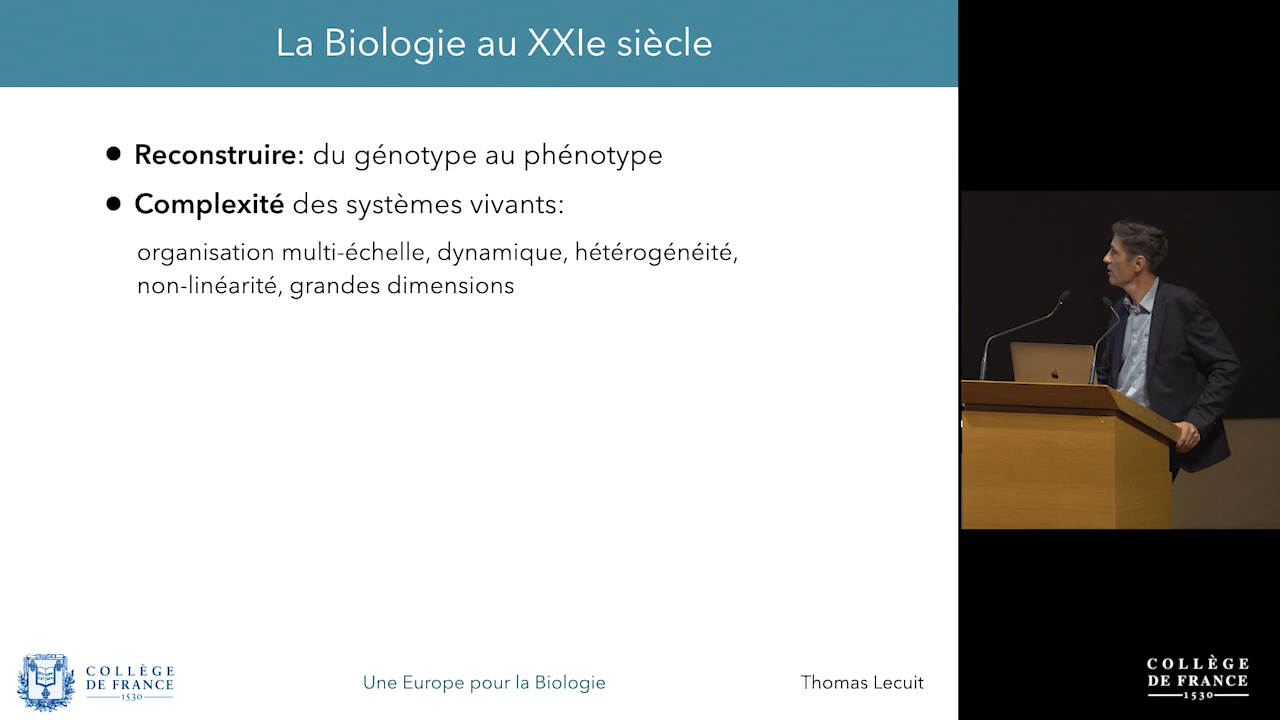 La Biologie au XXIe siècle
● Reconstruire: du génotype au phénotype
● Complexité des systèmes vivants:
organisation multi-échelle, dynamique, hétérogénéité,
non-linéarité, grandes dimensions
COLLÈGE
DE FRANCE
1530
Une Europe pour la Biologie
Thomas Lecuit
COLLÈGE
DE FRANCE
1530